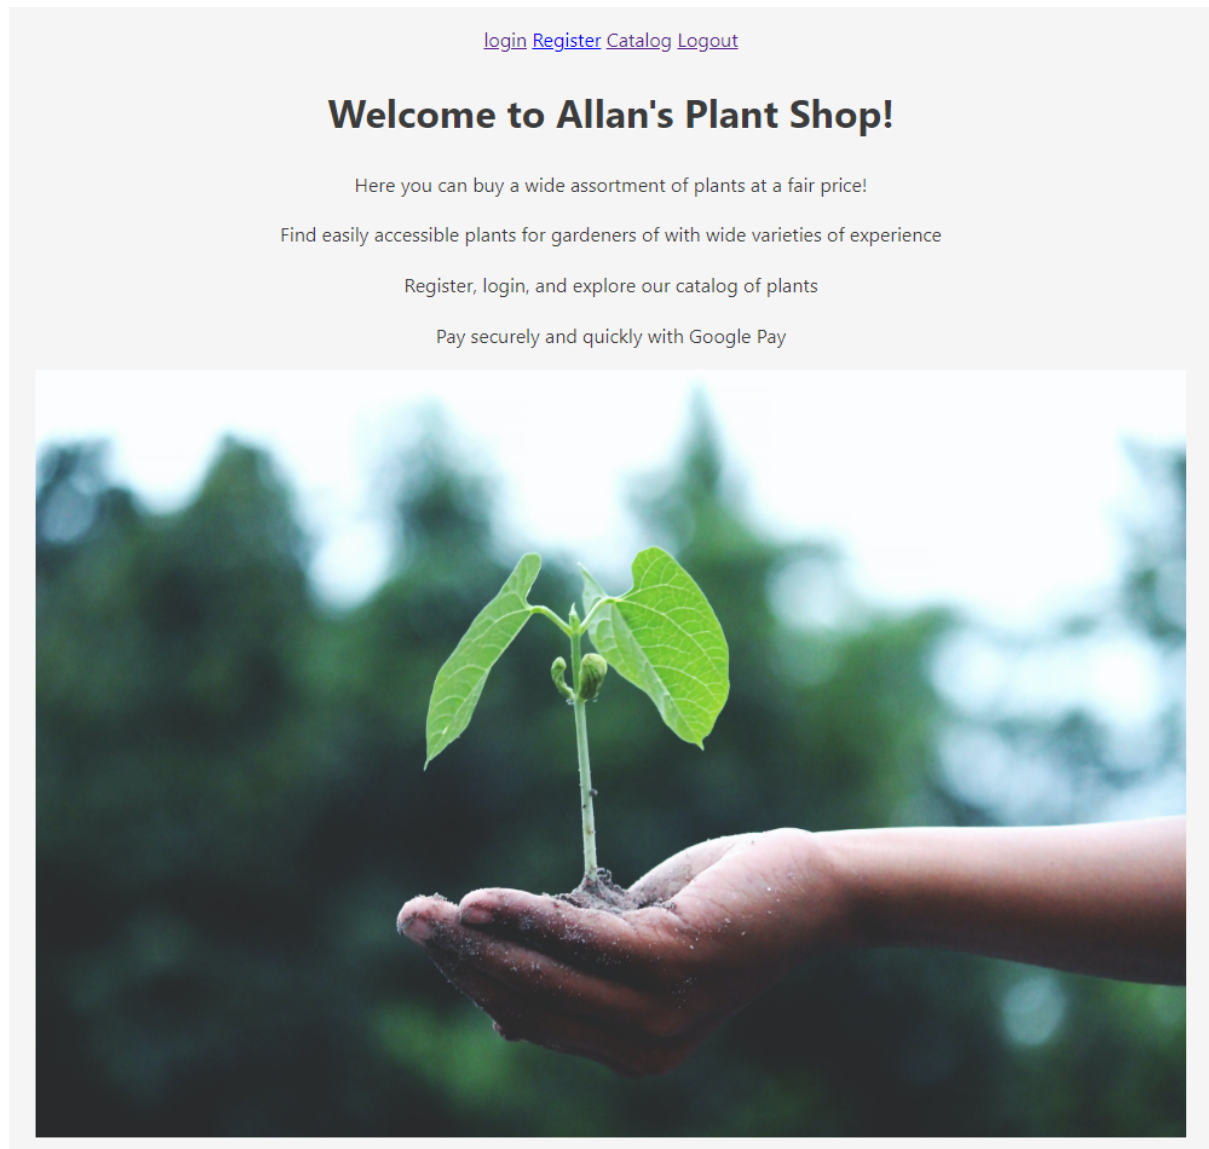 login Register Catalog Logout
Welcome to Allan's Plant Shop!
Here you can buy a wide assortment of plants at a fair price!
Find easily accessible plants for gardeners of with wide varieties of experience
Register, login, and explore our catalog of plants
Pay securely and quickly with Google Pay